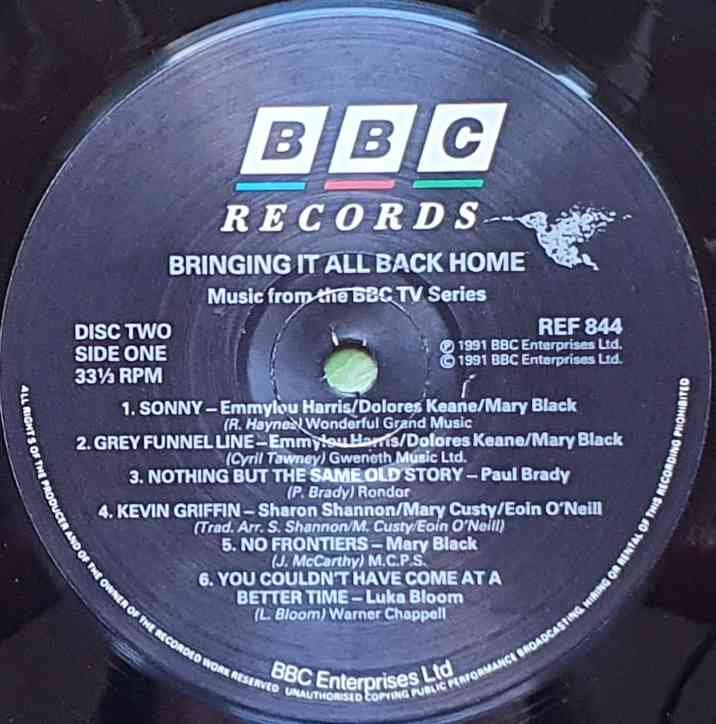 BBC
RECORDS
BRINGING IT ALL BACK HOME
Music from the BBC TV Series
DISC TWO
SIDE ONE
33⅓ RPM
REF 844
℗ 1991 BBC Enterprises Ltd.
© 1991 BBC Enterprises Ltd.
1. SONNY – Emmylou Harris/Dolores Keane/Mary Black
(R. Haynes) Wonderful Grand Music
2. GREY FUNNEL LINE – Emmylou Harris/Dolores Keane/Mary Black
(Cyril Tawney) Gweneth Music Ltd.
3. NOTHING BUT THE SAME OLD STORY – Paul Brady
(P. Brady) Rondor
4. KEVIN GRIFFIN – Sharon Shannon/Mary Custy/Eoin O'Neill
(Trad. Arr. S. Shannon/M. Custy/Eoin O'Neill)
5. NO FRONTIERS – Mary Black
(J. McCarthy) M.C.P.S.
6. YOU COULDN'T HAVE COME AT A
BETTER TIME – Luka Bloom
(L. Bloom) Warner Chappell
BBC Enterprises Ltd
ALL RIGHTS OF THE PRODUCER AND OF THE OWNER OF THE RECORDED WORK RESERVED UNAUTHORISED COPYING PUBLIC PERFORMANCE BROADCASTING, HIRING OR RENTAL OF THIS RECORDING PROHIBITED